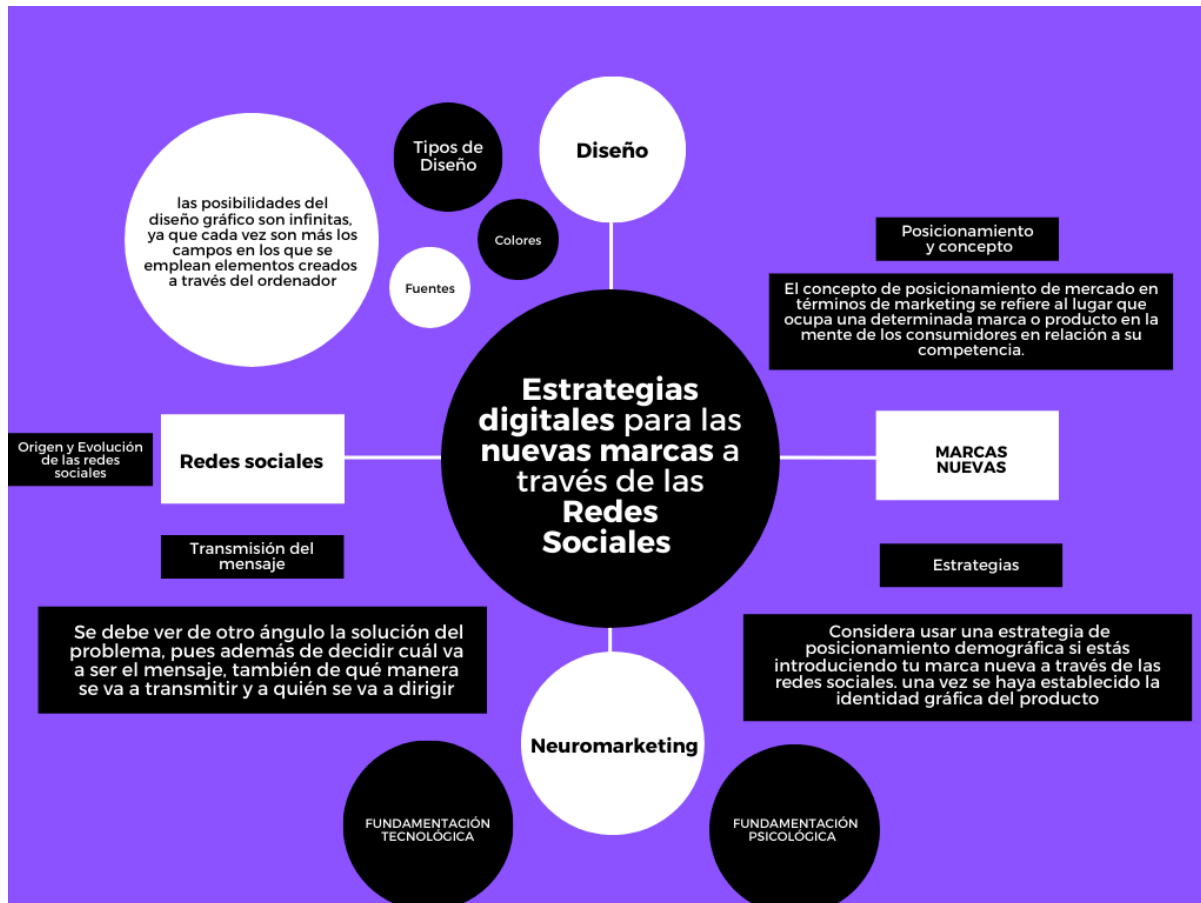 Diseño
Tipos de
Diseño
Colores
Fuentes
las posibilidades del
diseño gráfico son infinitas,
ya que cada vez son más los
campos en los que se
emplean elementos creados
a través del ordenador
Posicionamiento
y concepto
El concepto de posicionamiento de mercado en
términos de marketing se refiere al lugar que
ocupa una determinada marca o producto en la
mente de los consumidores en relación a su
competencia.
Estrategias
digitales para las
nuevas marcas a
través de las
Redes
Sociales
Origen y Evolución
de las redes
sociales
Redes sociales
MARCAS
NUEVAS
Transmisión del
mensaje
Estrategias
Se debe ver de otro ángulo la solución del
problema, pues además de decidir cuál va
a ser el mensaje, también de qué manera
se va a transmitir y a quién se va a dirigir
Considera usar una estrategia de
posicionamiento demográfica si estás
introduciendo tu marca nueva a través de las
redes sociales. una vez se haya establecido la
identidad gráfica del producto
Neuromarketing
FUNDAMENTACIÓN
TECNOLÓGICA
FUNDAMENTACIÓN
PSICOLÓGICA